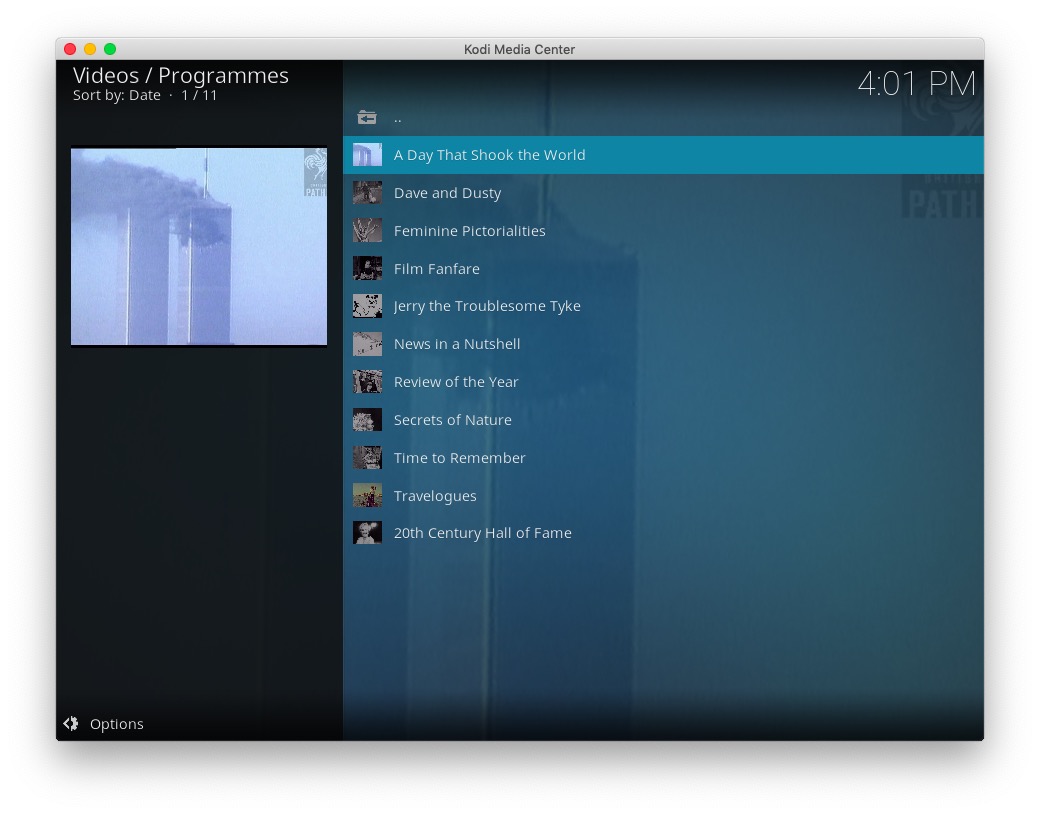 Kodi Media Center
Videos / Programmes
Sort by: Date · 1 / 11
4:01 PM
..
A Day That Shook the World
Dave and Dusty
Feminine Pictorialities
Film Fanfare
Jerry the Troublesome Tyke
News in a Nutshell
Review of the Year
Secrets of Nature
Time to Remember
Travelogues
20th Century Hall of Fame
PATH
PATH
Options